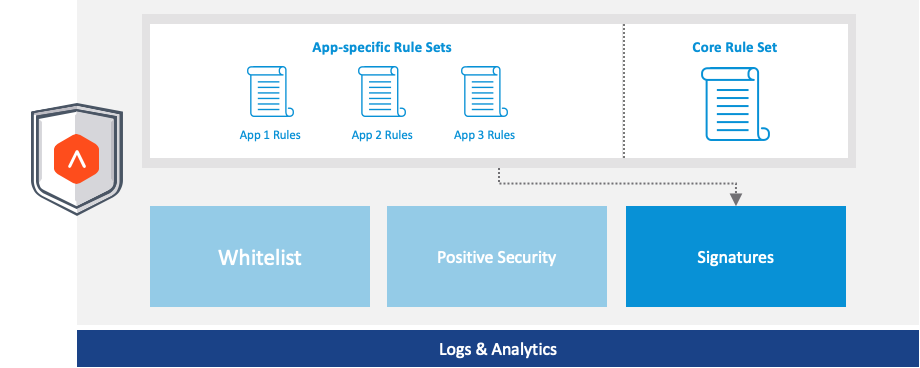 App-specific Rule Sets
Core Rule Set
App 1 Rules
App 2 Rules
App 3 Rules
Whitelist
Positive Security
Signatures
Logs & Analytics